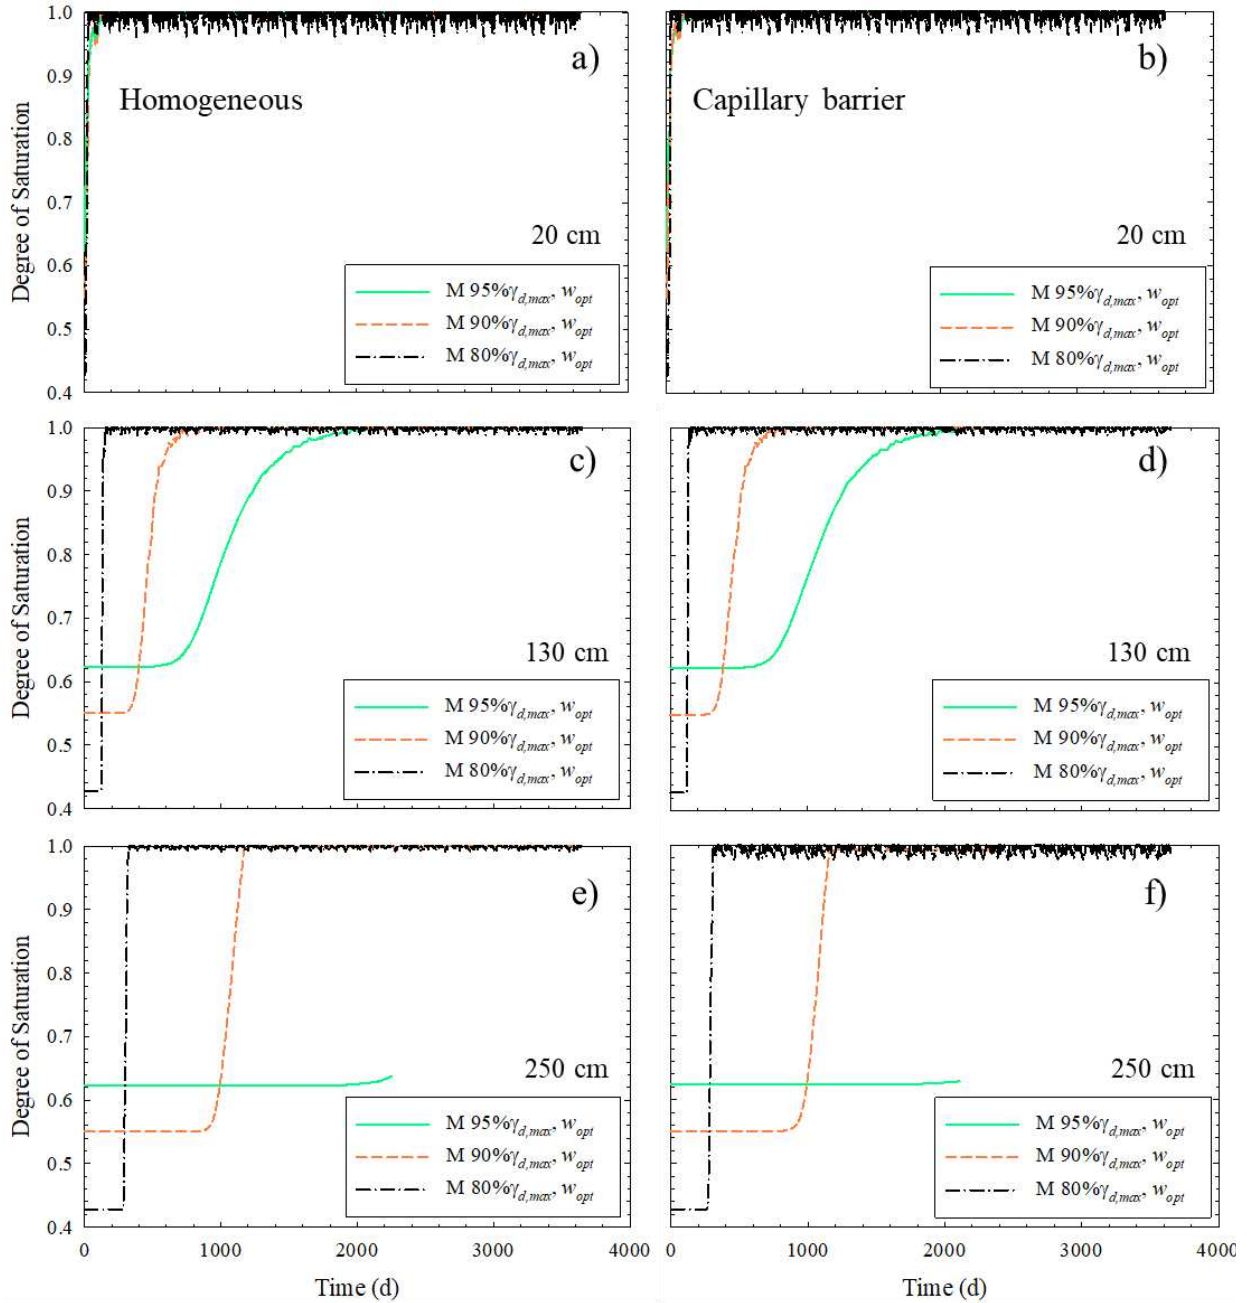 1.0
a)
0.9
Homogeneous
0.8
0.7
20 cm
0.6
M 95%γd,max, wopt
M 90%γd,max, wopt
0.5
M 80%γd,max, wopt
0.4
Degree of Saturation
b)
Capillary barrier
20 cm
M 95%γd,max, wopt
M 90%γd,max, wopt
M 80%γd,max, wopt
1.0
c)
0.9
0.8
0.7
130 cm
0.6
M 95%γd,max, wopt
M 90%γd,max, wopt
0.5
M 80%γd,max, wopt
0.4
Degree of Saturation
d)
130 cm
M 95%γd,max, wopt
M 90%γd,max, wopt
M 80%γd,max, wopt
1.0
e)
0.9
0.8
0.7
250 cm
0.6
M 95%γd,max, wopt
M 90%γd,max, wopt
0.5
M 80%γd,max, wopt
0.4
Degree of Saturation
0 1000 2000 3000 4000
Time (d)
f)
250 cm
M 95%γd,max, wopt
M 90%γd,max, wopt
M 80%γd,max, wopt
0 1000 2000 3000 4000
Time (d)